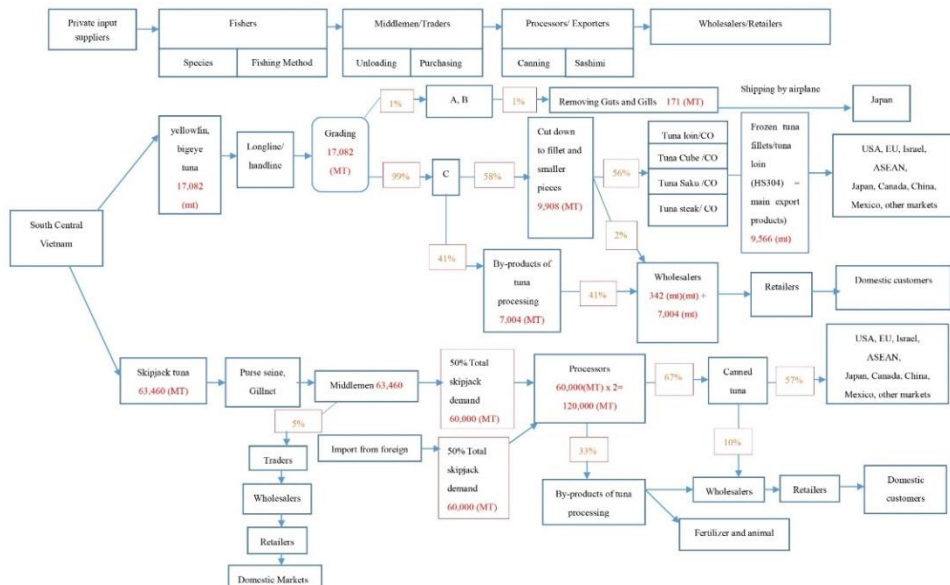 Private input
suppliers
Fishers
Species
Fishing Method
Middlemen/Traders
Unloading
Purchasing
Processors/ Exporters
Canning
Sashimi
Wholesalers/Retailers
1%
A, B
1%
Removing Guts and Gills 171 (MT)
Shipping by airplane
Japan
yellowfin,
bigeye
tuna
17,082
(mt)
Longline/
handline
Grading
17,082
(MT)
99%
C
58%
Cut down
to fillet and
smaller
pieces
9,908 (MT)
56%
Tuna loin/CO
Tuna Cube /CO
Tuna Saku /CO
Tuna steak/ CO
Frozen tuna
fillets/tuna
loin
(HS304) –
main export
products)
9,566 (mt)
USA, EU, Israel,
ASEAN,
Japan, Canada, China,
Mexico, other markets
South Central
Vietnam
2%
41%
By-products of
tuna
processing
7,004 (MT)
41%
Wholesalers
342 (mt)(mt) +
7,004 (mt)
Retailers
Domestic customers
Skipjack tuna
63,460 (MT)
Purse seine,
Gillnet
Middlemen 63,460
50% Total
skipjack
demand
60,000 (MT)
Processors
60,000(MT) x 2=
120,000 (MT)
67%
Canned
tuna
57%
USA, EU, Israel,
ASEAN,
Japan, Canada, China,
Mexico, other markets
5%
Traders
Wholesalers
Retailers
Domestic Markets
Import from foreign
50% Total
skipjack
demand
60,000 (MT)
33%
By-products of tuna
processing
10%
Wholesalers
Retailers
Domestic
customers
Fertilizer and animal